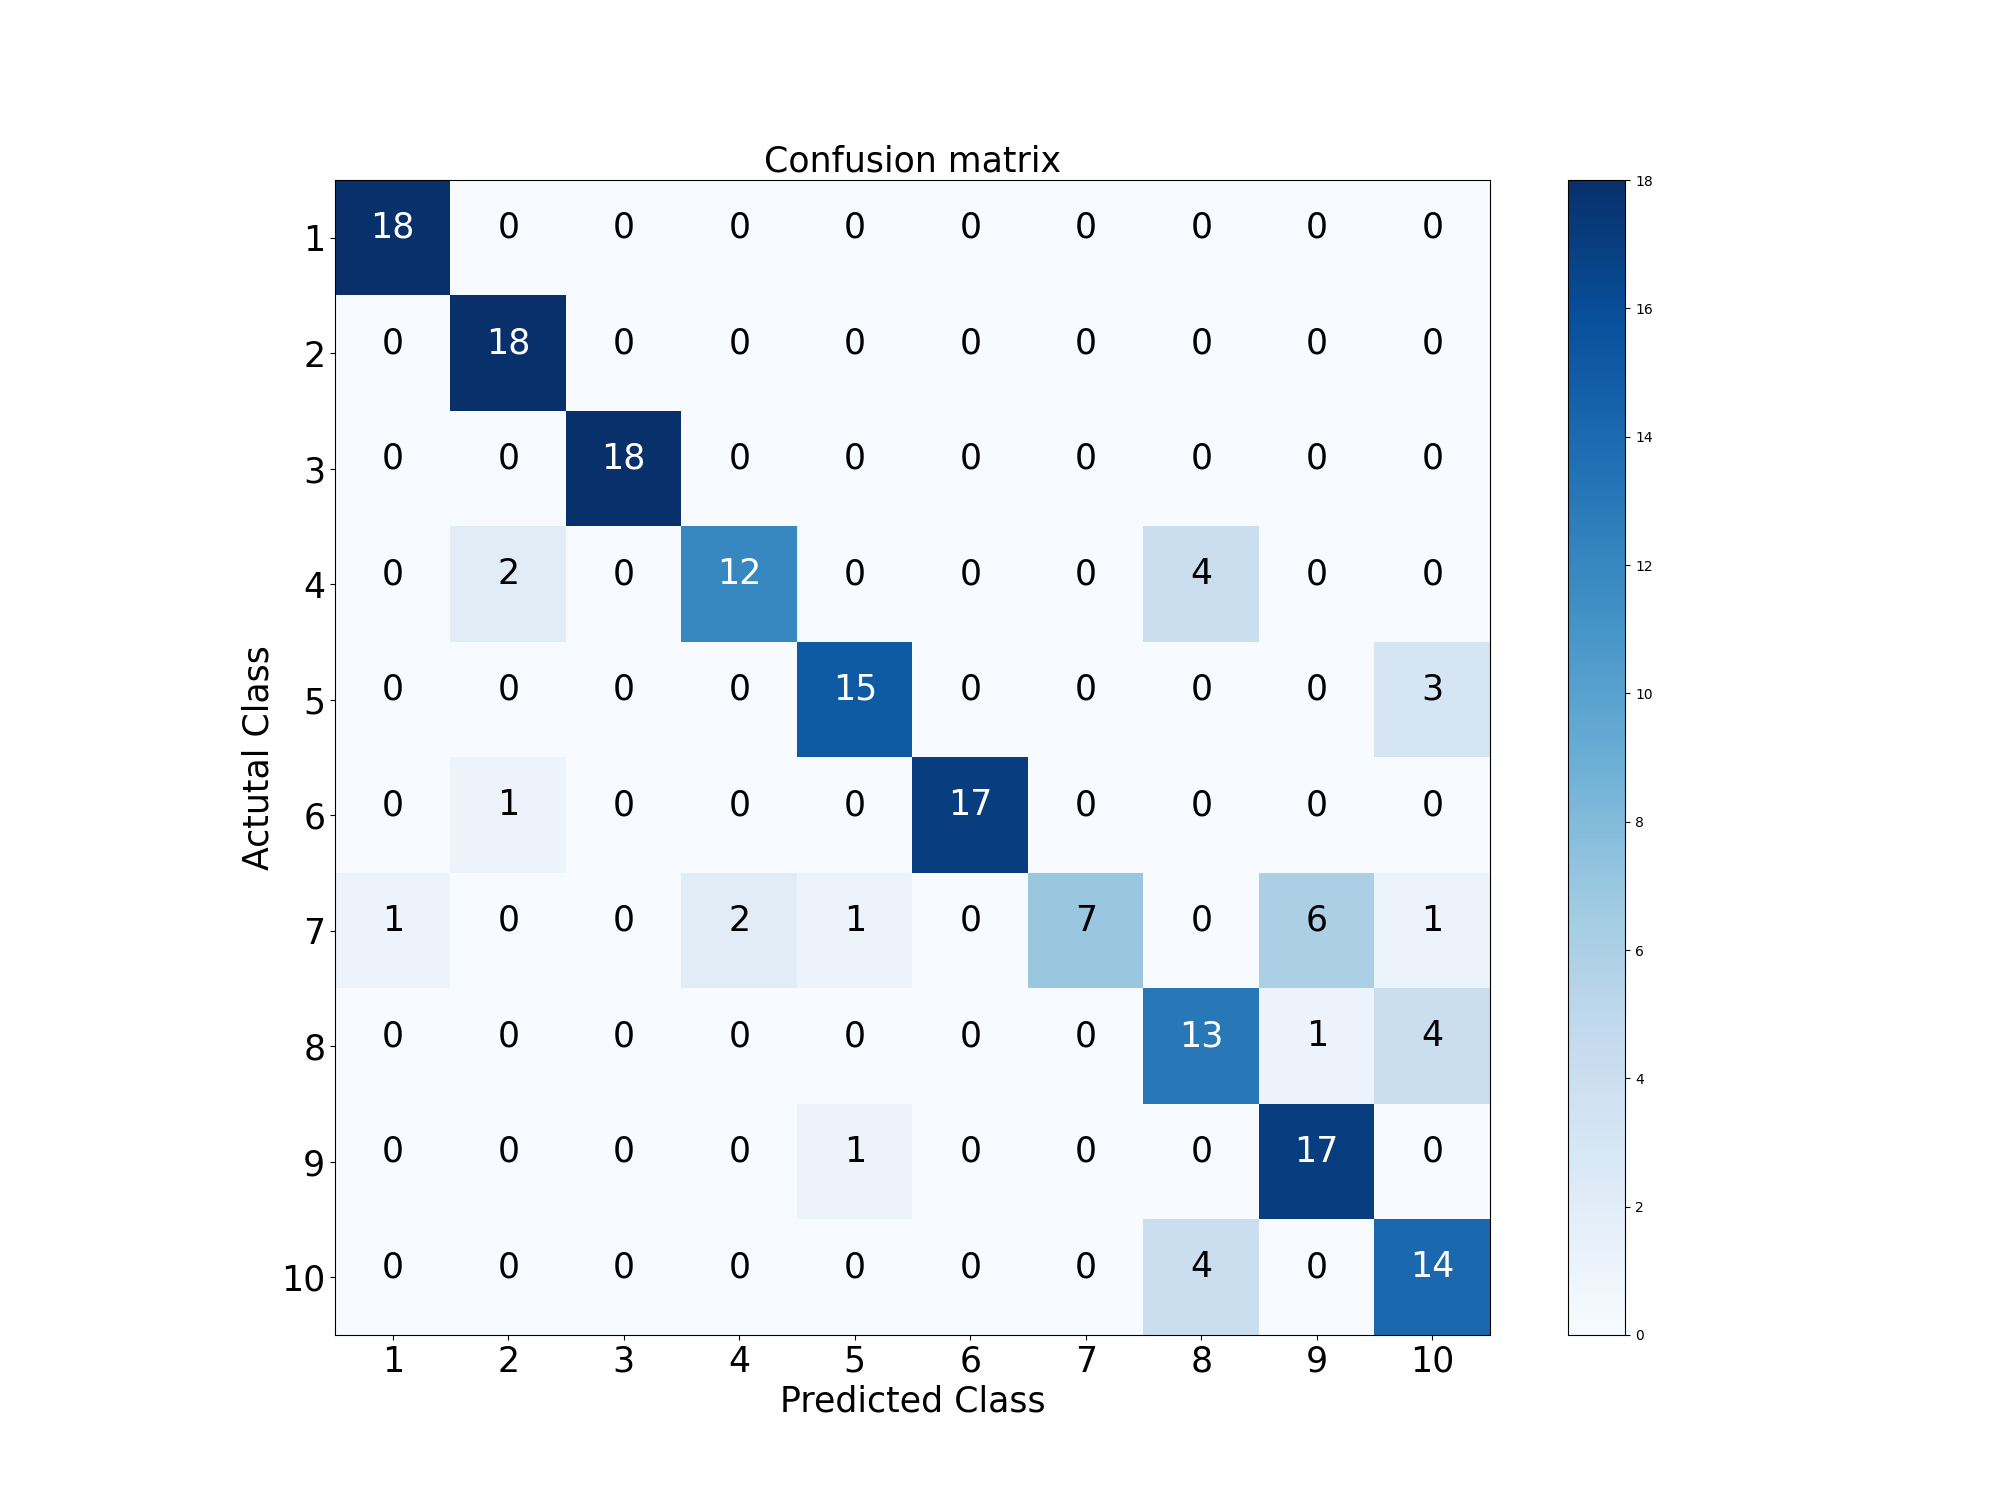 Confusion matrix
1 18 0 0 0 0 0 0 0 0 0
2 0 18 0 0 0 0 0 0 0 0
3 0 0 18 0 0 0 0 0 0 0
4 0 2 0 12 0 0 0 4 0 0
5 0 0 0 0 15 0 0 0 0 3
6 0 1 0 0 0 17 0 0 0 0
7 1 0 0 2 1 0 7 0 6 1
8 0 0 0 0 0 0 0 13 1 4
9 0 0 0 0 1 0 0 0 17 0
10 0 0 0 0 0 0 0 4 0 14
1 2 3 4 5 6 7 8 9 10
Predicted Class
Actutal Class
18
16
14
12
10
8
6
4
2
0